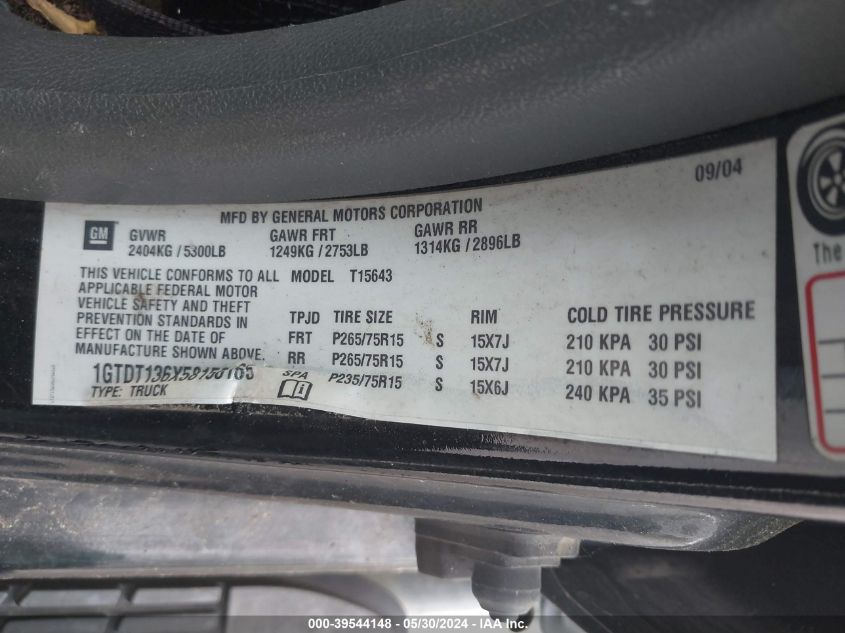 09/04
MFD BY GENERAL MOTORS CORPORATION
GM
GVWR GAWR FRT GAWR RR
2404KG / 5300LB 1249KG / 2753LB 1314KG / 2896LB
THIS VEHICLE CONFORMS TO ALL MODEL T15643
APPLICABLE FEDERAL MOTOR
VEHICLE SAFETY AND THEFT
PREVENTION STANDARDS IN
EFFECT ON THE DATE OF
MANUFACTURE SHOWN ABOVE.
TYPE: TRUCK
TPJD TIRE SIZE RIM COLD TIRE PRESSURE
FRT P265/75R15 S 15X7J 210 KPA 30 PSI
RR P265/75R15 S 15X7J 210 KPA 30 PSI
SPA P235/75R15 S 15X6J 240 KPA 35 PSI
The
000-39544148 - 05/30/2024 - IAA Inc.